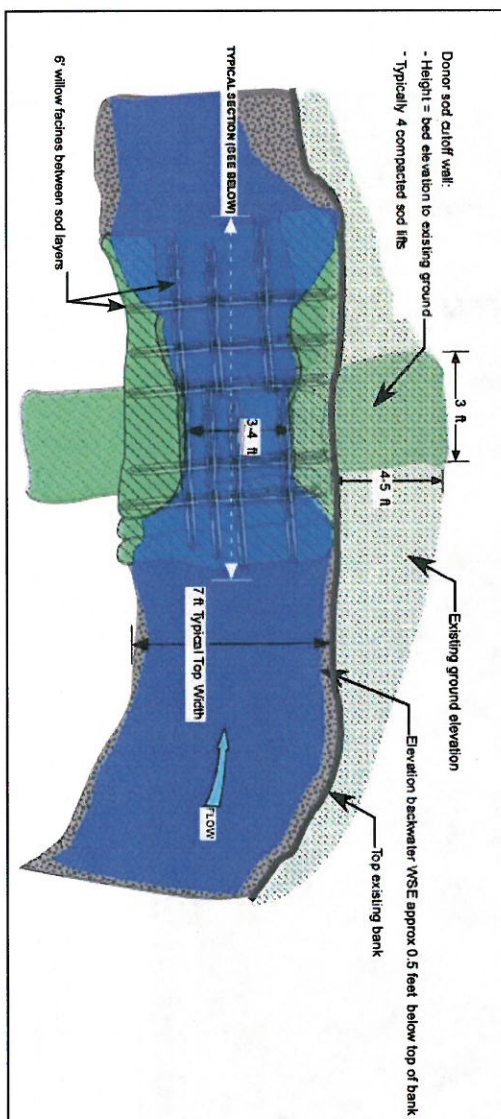 Donor sod cutoff wall:
- Height = bed elevation to existing ground
- Typically 4 compacted sod lifts
3 ft
4-5 ft
Existing ground elevation
Elevation backwater WSE approx 0.5 feet below top of bank
Top existing bank
TYPICAL SECTION (SEE BELOW)
3-4 ft
7 ft Typical Top Width
FLOW
6' willow facines between sod layers